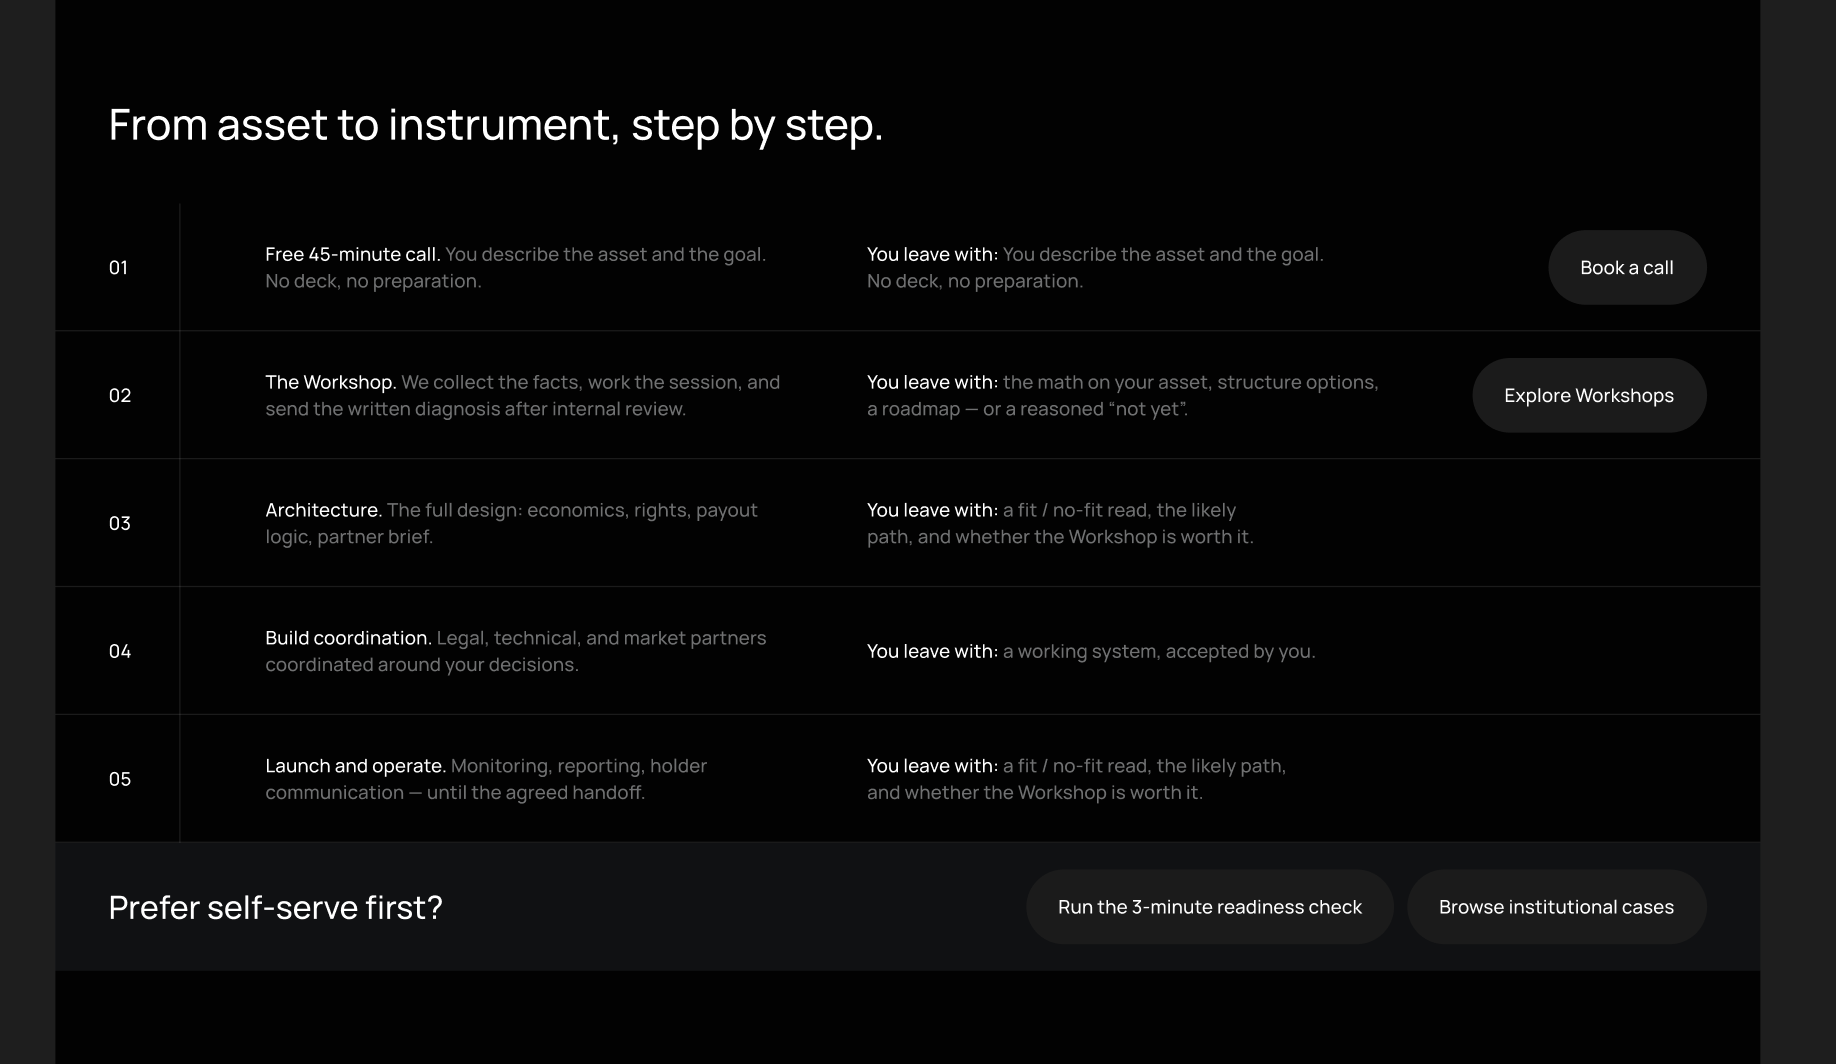 From asset to instrument, step by step.
01
Free 45-minute call. You describe the asset and the goal.
No deck, no preparation.
You leave with: You describe the asset and the goal.
No deck, no preparation.
Book a call
02
The Workshop. We collect the facts, work the session, and
send the written diagnosis after internal review.
You leave with: the math on your asset, structure options,
a roadmap — or a reasoned “not yet”.
Explore Workshops
03
Architecture. The full design: economics, rights, payout
logic, partner brief.
You leave with: a fit / no-fit read, the likely
path, and whether the Workshop is worth it.
04
Build coordination. Legal, technical, and market partners
coordinated around your decisions.
You leave with: a working system, accepted by you.
05
Launch and operate. Monitoring, reporting, holder
communication — until the agreed handoff.
You leave with: a fit / no-fit read, the likely path,
and whether the Workshop is worth it.
Prefer self-serve first?
Run the 3-minute readiness check
Browse institutional cases